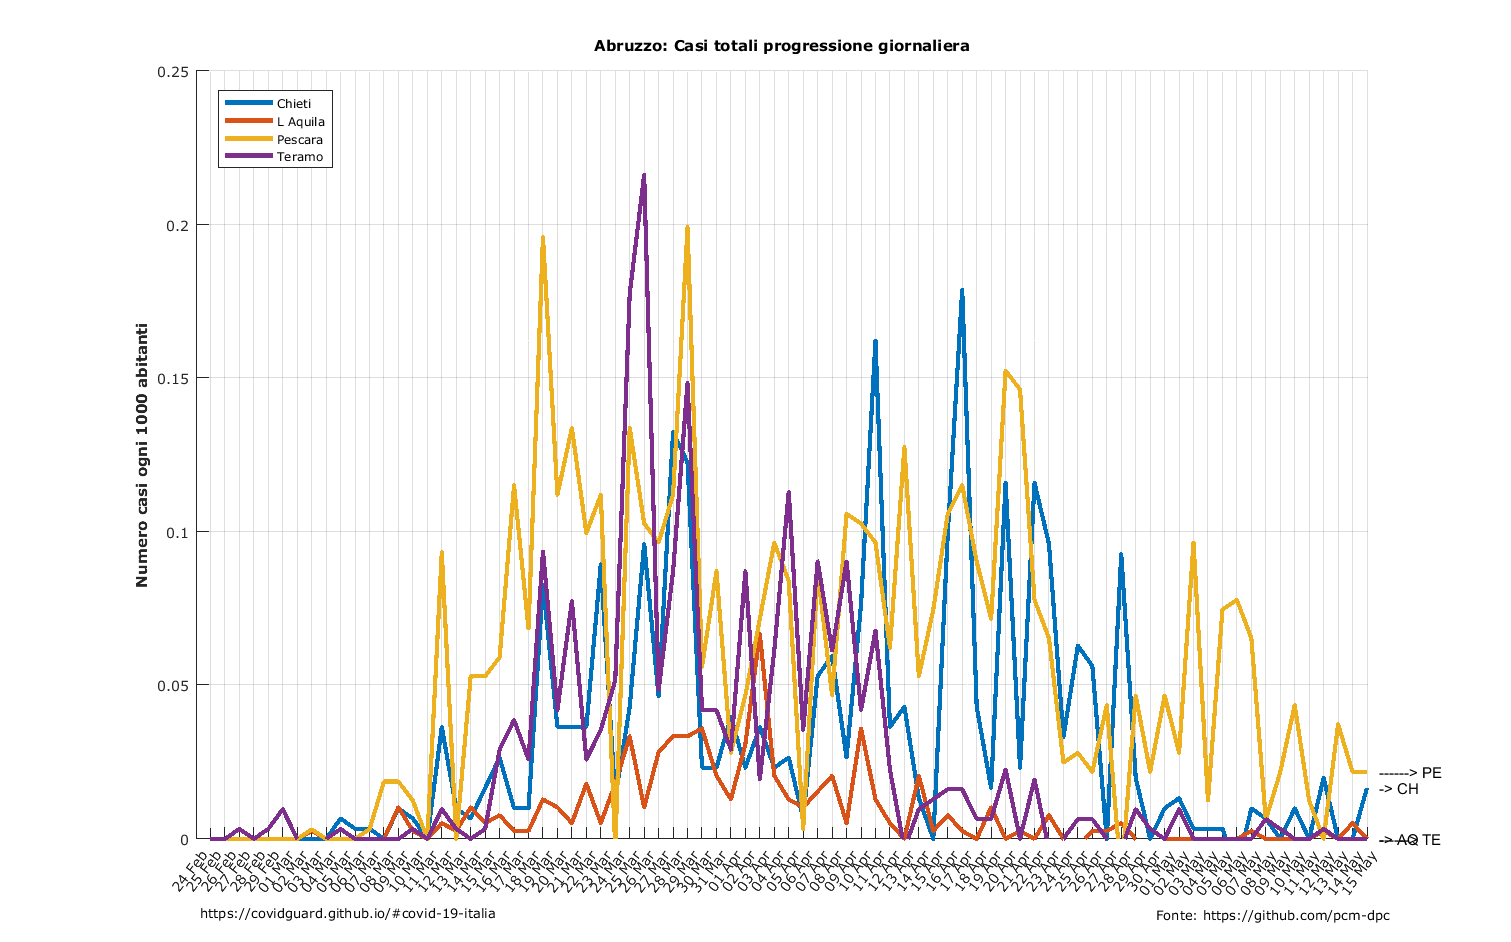 Abruzzo: Casi totali progressione giornaliera
Numero casi ogni 1000 abitanti
0.25
0.2
0.15
0.1
0.05
0
Chieti
L Aquila
Pescara
Teramo
------> PE
-> CH
-> AQ TE
24 Feb
25 Feb
26 Feb
27 Feb
28 Feb
29 Feb
01 Mar
02 Mar
03 Mar
04 Mar
05 Mar
06 Mar
07 Mar
08 Mar
09 Mar
10 Mar
11 Mar
12 Mar
13 Mar
14 Mar
15 Mar
16 Mar
17 Mar
18 Mar
19 Mar
20 Mar
21 Mar
22 Mar
23 Mar
24 Mar
25 Mar
26 Mar
28 Mar
29 Mar
30 Mar
31 Mar
01 Apr
02 Apr
03 Apr
04 Apr
05 Apr
06 Apr
07 Apr
08 Apr
09 Apr
10 Apr
11 Apr
12 Apr
13 Apr
14 Apr
15 Apr
16 Apr
17 Apr
18 Apr
19 Apr
20 Apr
21 Apr
22 Apr
23 Apr
24 Apr
25 Apr
26 Apr
27 Apr
28 Apr
29 Apr
30 Apr
01 May
02 May
03 May
04 May
05 May
06 May
07 May
08 May
09 May
10 May
11 May
12 May
13 May
14 May
15 May
https://covidguard.github.io/#covid-19-italia
Fonte: https://github.com/pcm-dpc